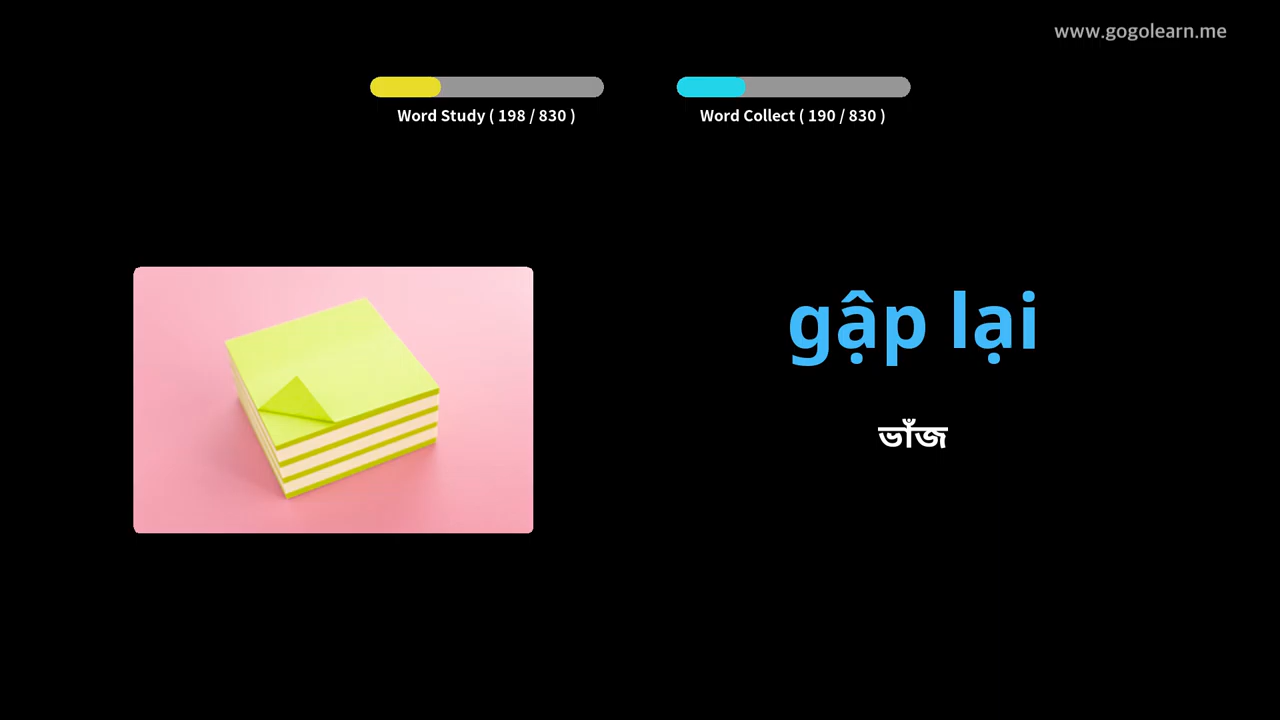 www.gogolearn.me
Word Study ( 198 / 830 )
Word Collect ( 190 / 830 )
gập lại
ভাঁজ